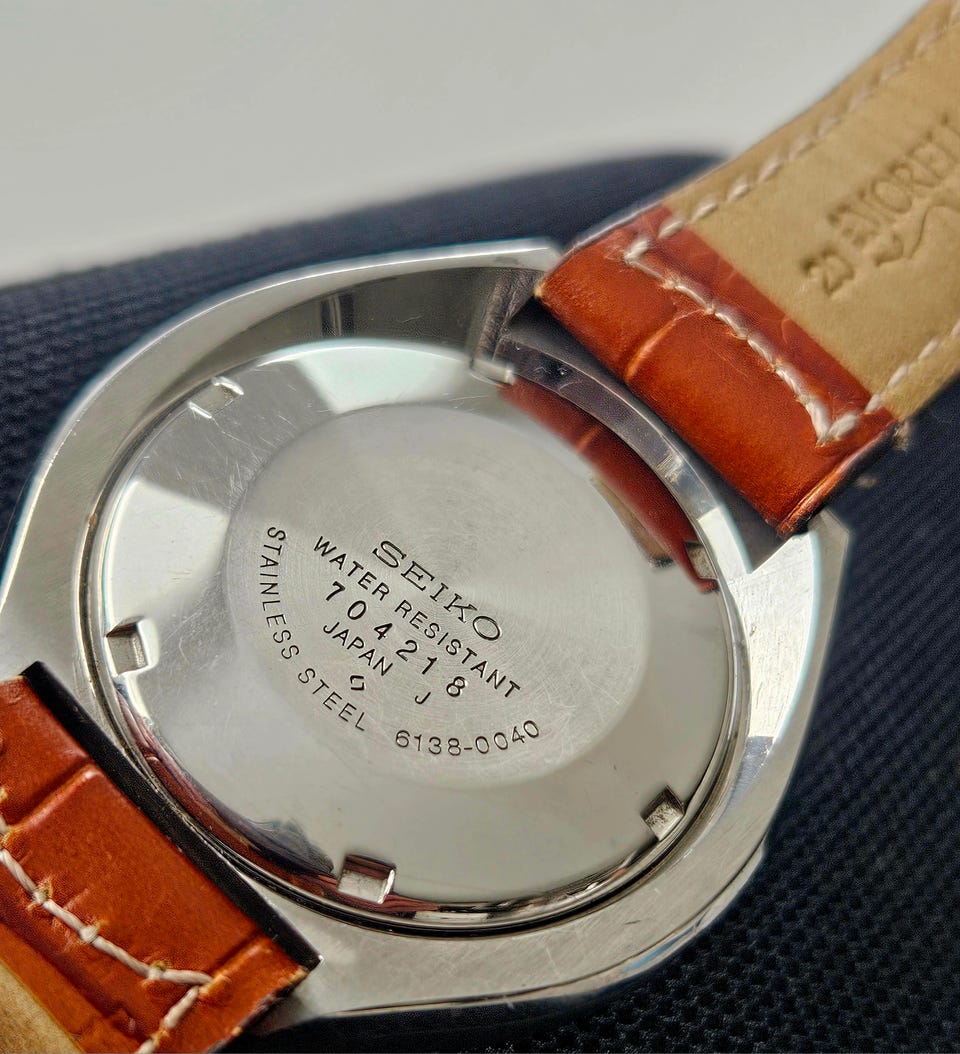 SEIKO
WATER RESISTANT
704218
JAPAN J
STAINLESS STEEL 6138-0040